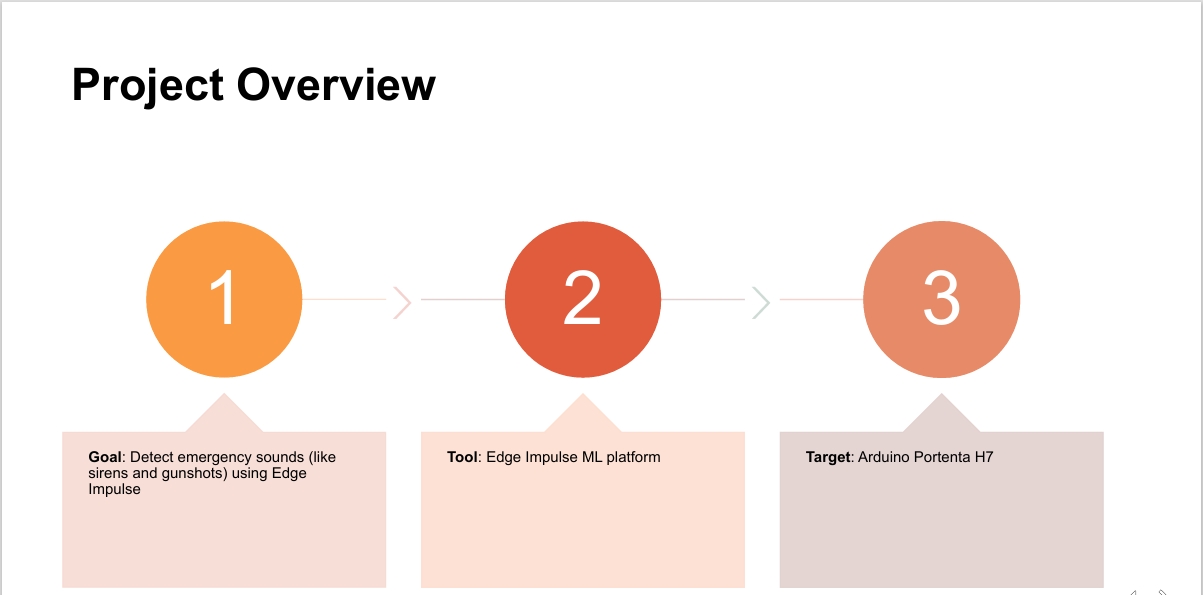 Project Overview
1
2
3
Goal: Detect emergency sounds (like
sirens and gunshots) using Edge
Impulse
Tool: Edge Impulse ML platform
Target: Arduino Portenta H7